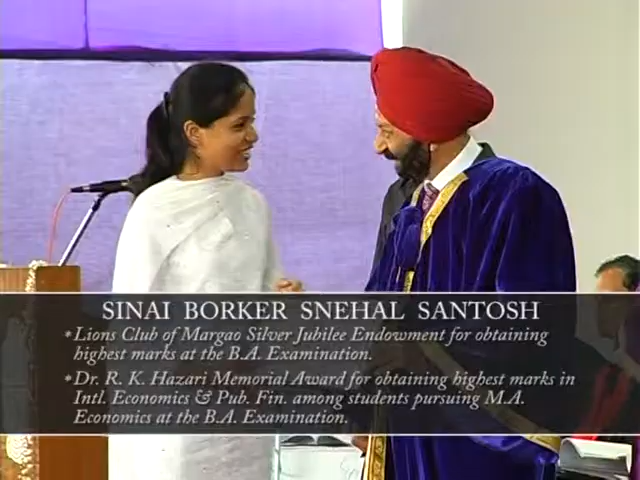 SINAI BORKER SNEHAL SANTOSH
*Lions Club of Margao Silver Jubilee Endowment for obtaining
highest marks at the B.A. Examination.
*Dr. R. K. Hazari Memorial Award for obtaining highest marks in
Intl. Economics & Pub. Fin. among students pursuing M.A.
Economics at the B.A. Examination.